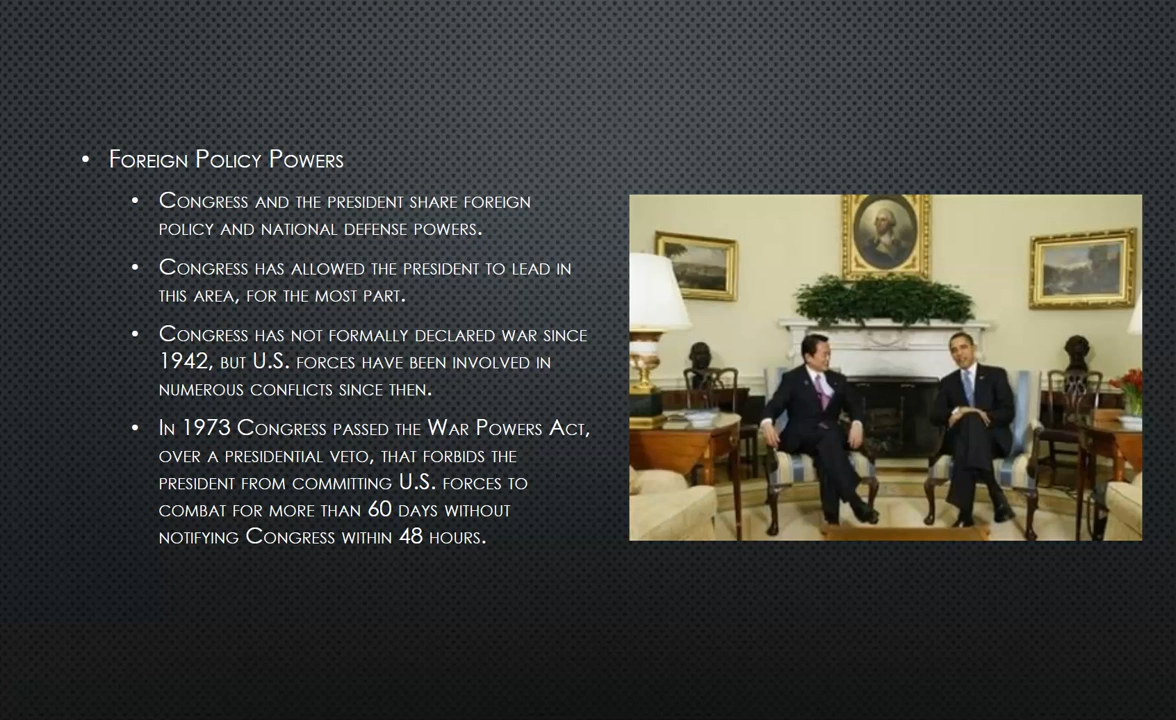 • Foreign Policy Powers
• Congress and the president share foreign
policy and national defense powers.
• Congress has allowed the president to lead in
this area, for the most part.
• Congress has not formally declared war since
1942, but U.S. forces have been involved in
numerous conflicts since then.
• In 1973 Congress passed the War Powers Act,
over a presidential veto, that forbids the
president from committing U.S. forces to
combat for more than 60 days without
notifying Congress within 48 hours.